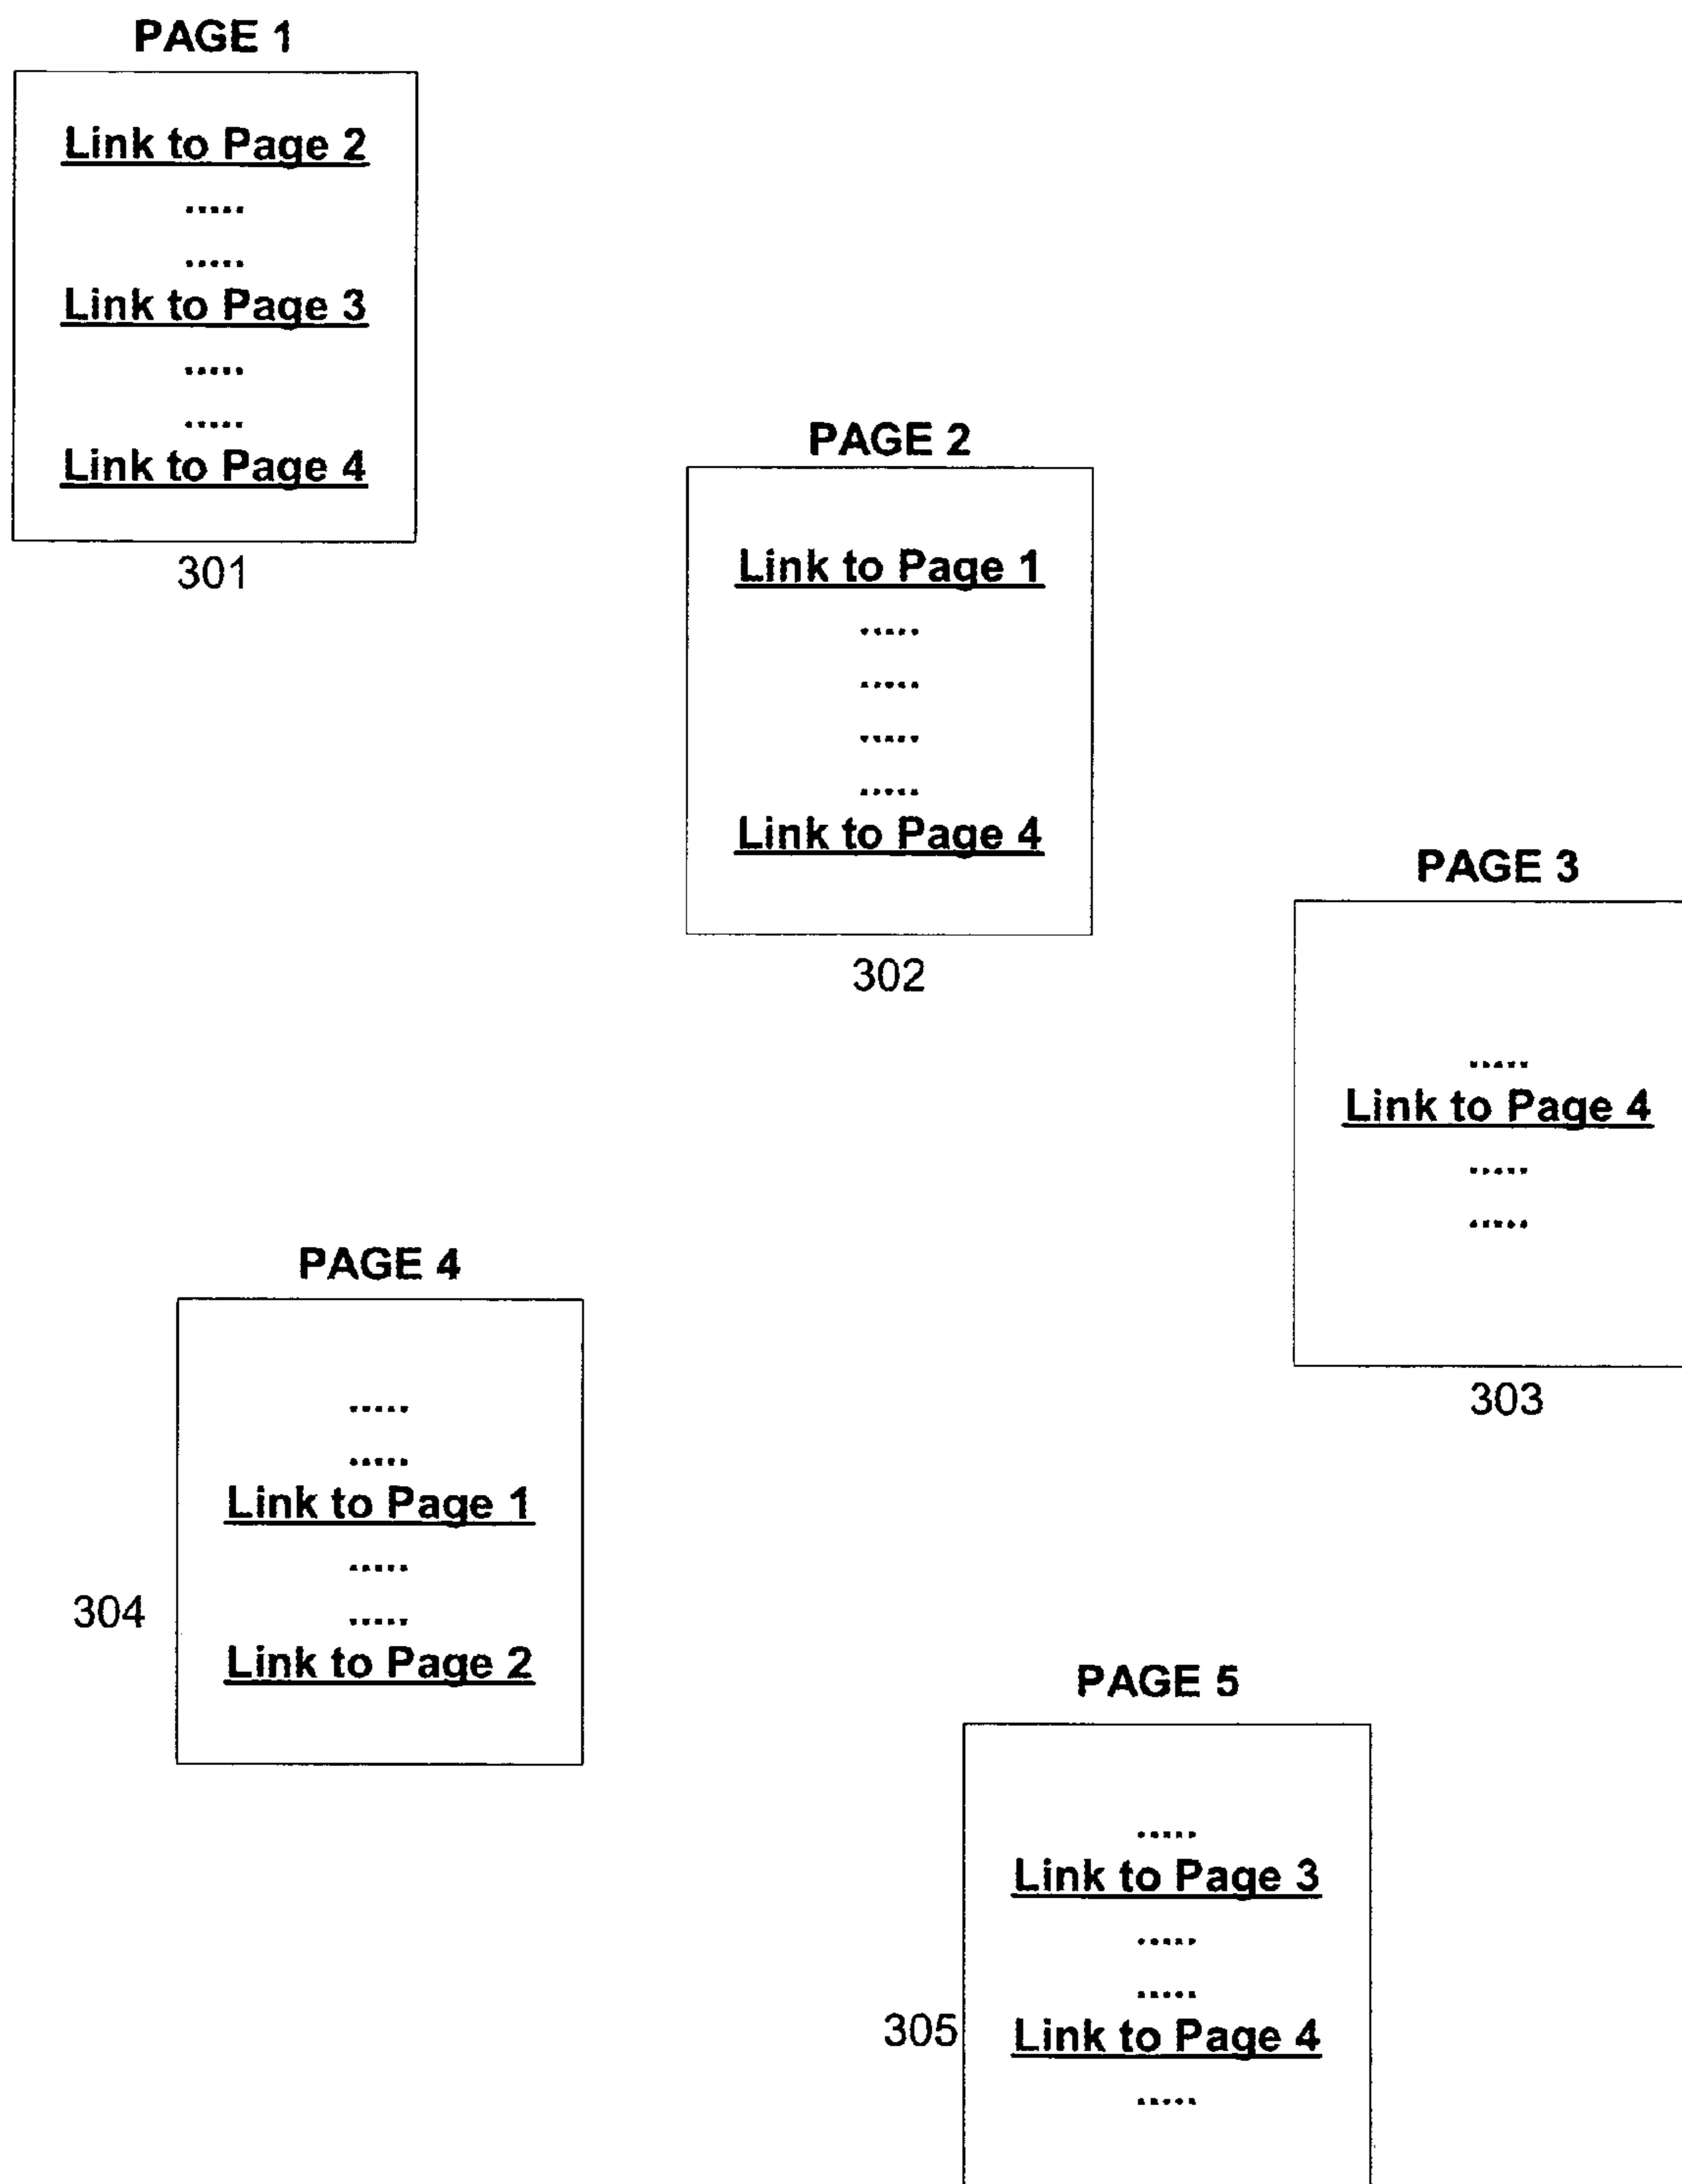 PAGE 1
Link to Page 2
.....
.....
Link to Page 3
.....
.....
Link to Page 4
301
PAGE 2
Link to Page 1
.....
.....
.....
.....
Link to Page 4
302
PAGE 3
.....
Link to Page 4
.....
.....
303
PAGE 4
.....
.....
Link to Page 1
.....
.....
Link to Page 2
304
PAGE 5
.....
Link to Page 3
.....
.....
Link to Page 4
.....
305